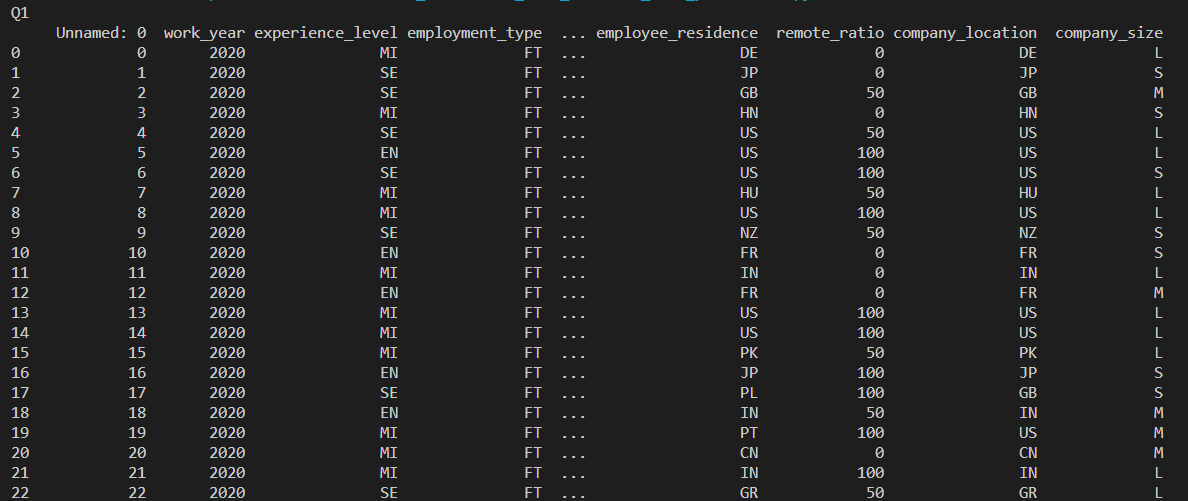 Q1
Unnamed: 0 work_year experience_level employment_type ... employee_residence remote_ratio company_location company_size
0 0 2020 MI FT ... DE 0 DE L
1 1 2020 SE FT ... JP 0 JP S
2 2 2020 SE FT ... GB 50 GB M
3 3 2020 MI FT ... HN 0 HN S
4 4 2020 SE FT ... US 50 US L
5 5 2020 EN FT ... US 100 US L
6 6 2020 SE FT ... US 100 US S
7 7 2020 MI FT ... HU 50 HU L
8 8 2020 MI FT ... US 100 US L
9 9 2020 SE FT ... NZ 50 NZ S
10 10 2020 EN FT ... FR 0 FR S
11 11 2020 MI FT ... IN 0 IN L
12 12 2020 EN FT ... FR 0 FR M
13 13 2020 MI FT ... US 100 US L
14 14 2020 MI FT ... US 100 US L
15 15 2020 MI FT ... PK 50 PK L
16 16 2020 EN FT ... JP 100 JP S
17 17 2020 SE FT ... PL 100 GB S
18 18 2020 EN FT ... IN 50 IN M
19 19 2020 MI FT ... PT 100 US M
20 20 2020 MI FT ... CN 0 CN M
21 21 2020 MI FT ... IN 100 IN L
22 22 2020 SE FT ... GR 50 GR L